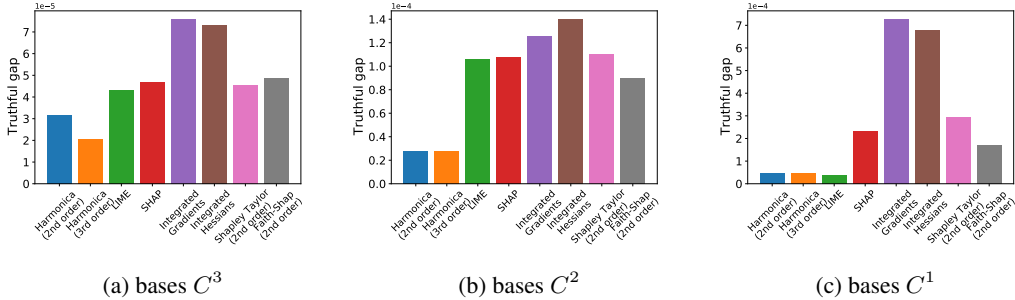 1e−5
Truthful gap
7
6
5
4
3
2
1
0
Harmonica
(2nd order)
Harmonica
(3rd order)
LIME
SHAP
Integrated
Gradients
Integrated
Hessians
Shapley Taylor
(2nd order)
Faith-Shap
(2nd order)
(a) bases C³
1e−4
Truthful gap
1.4
1.2
1.0
0.8
0.6
0.4
0.2
0.0
Harmonica
(2nd order)
Harmonica
(3rd order)
LIME
SHAP
Integrated
Gradients
Integrated
Hessians
Shapley Taylor
(2nd order)
Faith-Shap
(2nd order)
(b) bases C²
1e−4
Truthful gap
7
6
5
4
3
2
1
0
Harmonica
(2nd order)
Harmonica
(3rd order)
LIME
SHAP
Integrated
Gradients
Integrated
Hessians
Shapley Taylor
(2nd order)
Faith-Shap
(2nd order)
(c) bases C¹